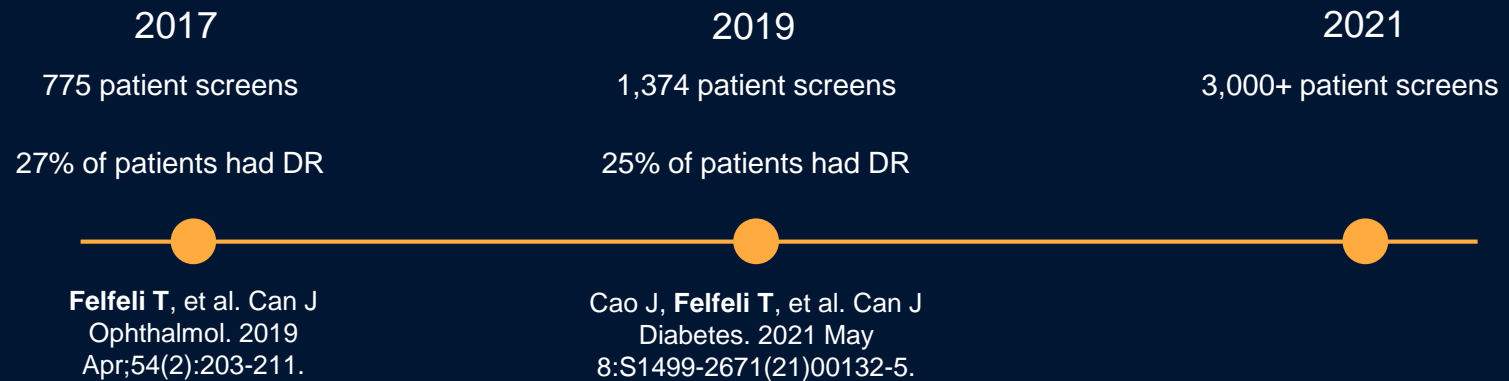 2017
775 patient screens
27% of patients had DR
Felfeli T, et al. Can J
Ophthalmol. 2019
Apr;54(2):203-211.
2019
1,374 patient screens
25% of patients had DR
Cao J, Felfeli T, et al. Can J
Diabetes. 2021 May
8:S1499-2671(21)00132-5.
2021
3,000+ patient screens